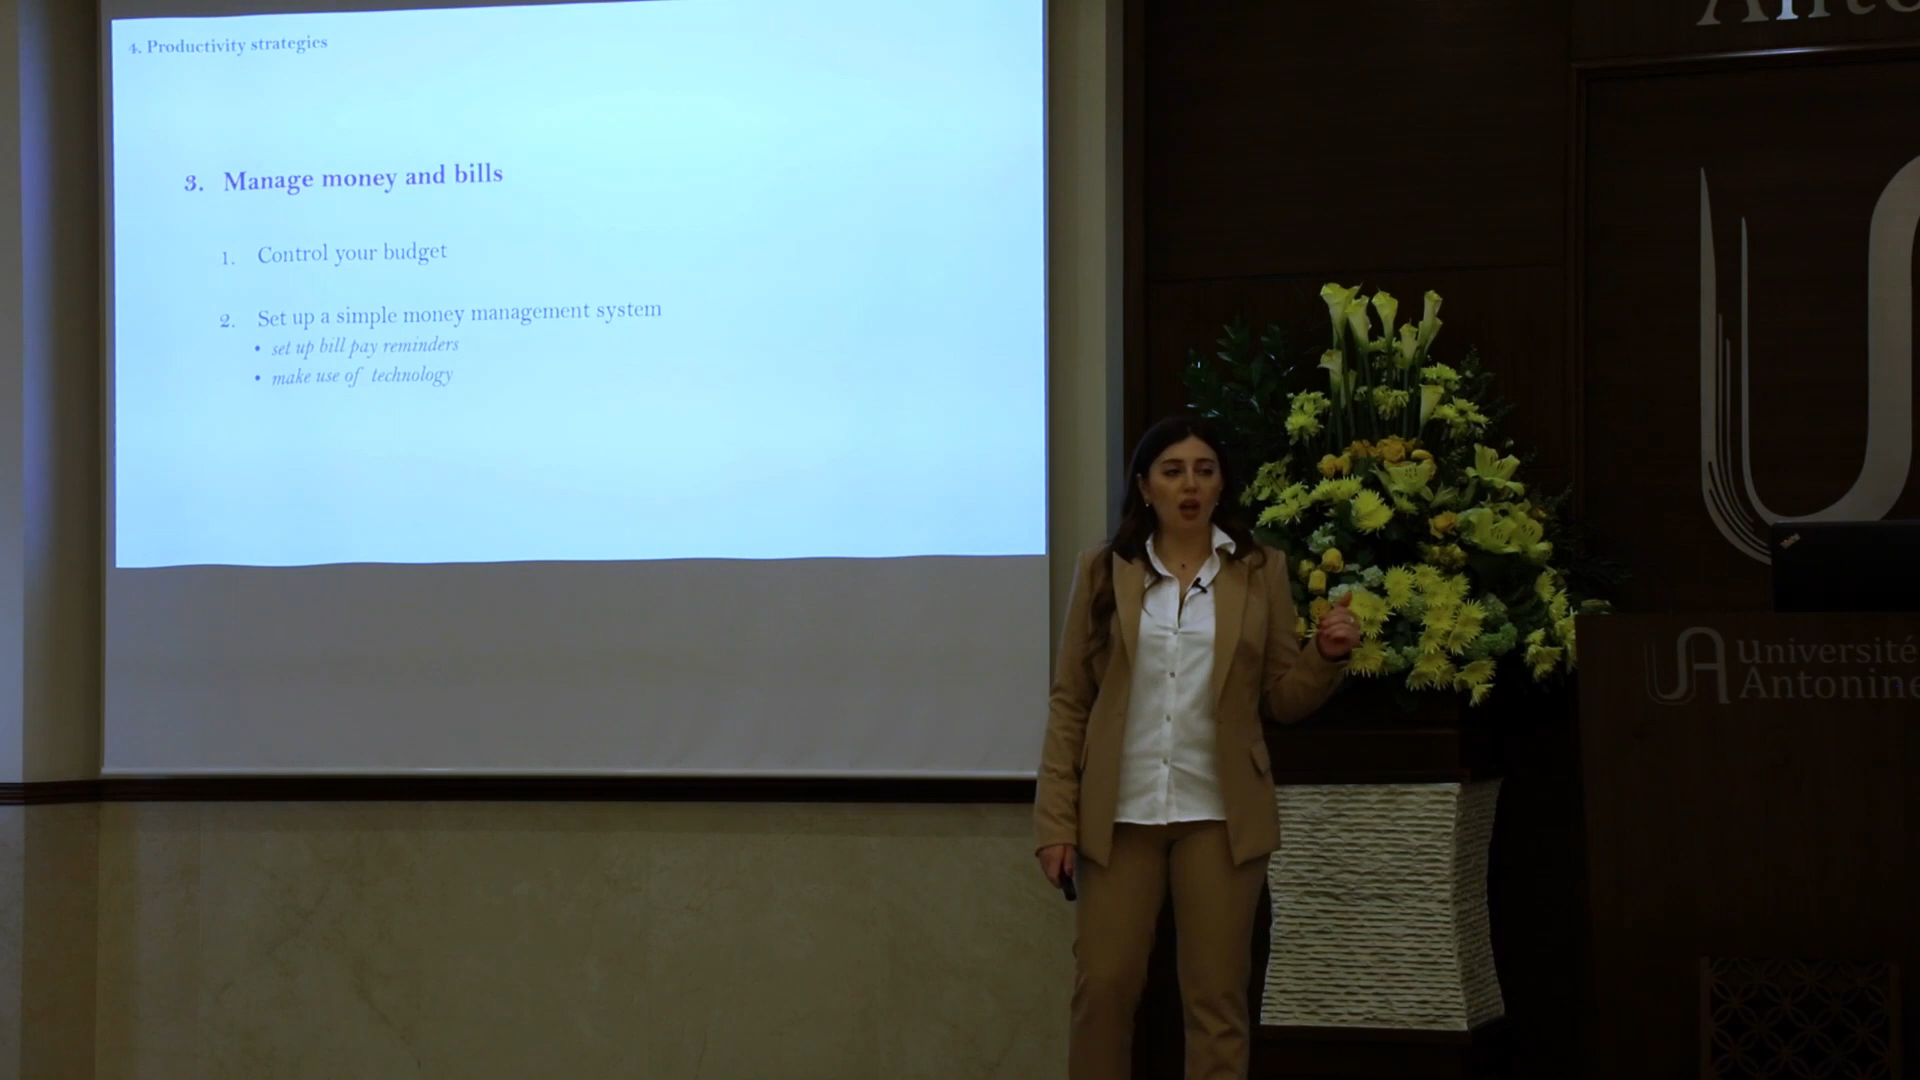 4. Productivity strategies
3. Manage money and bills
1. Control your budget
2. Set up a simple money management system
• set up bill pay reminders
• make use of technology
UA
Université
Antonine